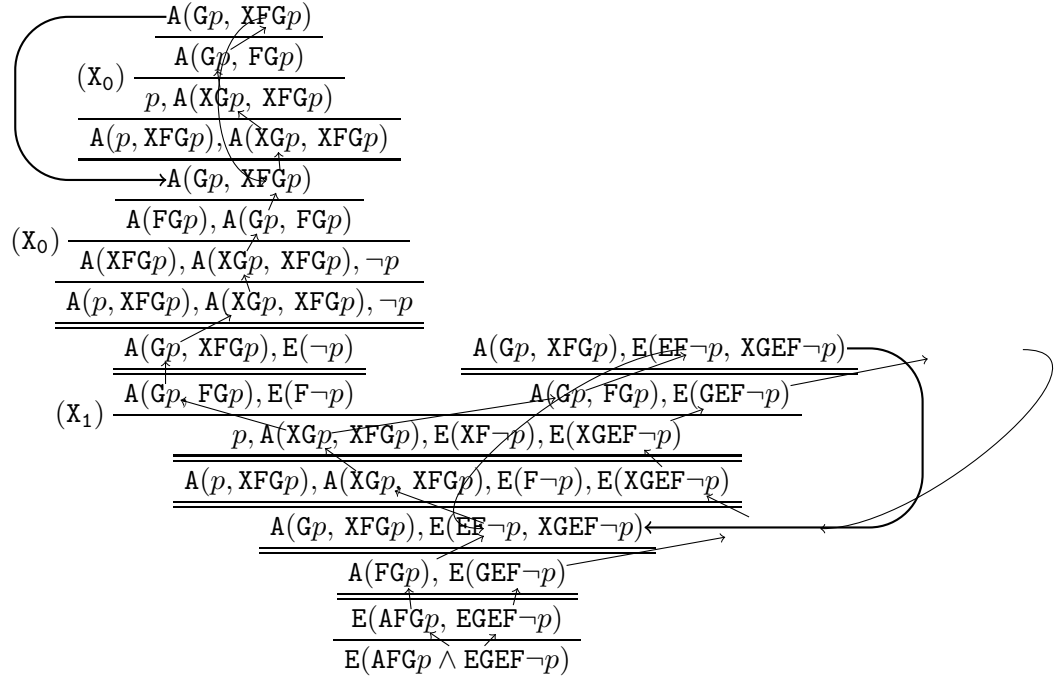 A(Gp, XFGp)
A(Gp, FGp)
(X₀)
p, A(XGp, XFGp)
A(p, XFGp), A(XGp, XFGp)
A(Gp, XFGp)
A(FGp), A(Gp, FGp)
(X₀)
A(XFGp), A(XGp, XFGp), ¬p
A(p, XFGp), A(XGp, XFGp), ¬p
A(Gp, XFGp), E(¬p) A(Gp, XFGp), E(EF¬p, XGEF¬p)
A(Gp, FGp), E(F¬p) A(Gp, FGp), E(GEF¬p)
(X₁)
p, A(XGp, XFGp), E(XF¬p), E(XGEF¬p)
A(p, XFGp), A(XGp, XFGp), E(F¬p), E(XGEF¬p)
A(Gp, XFGp), E(EF¬p, XGEF¬p)
A(FGp), E(GEF¬p)
E(AFGp, EGEF¬p)
E(AFGp ∧ EGEF¬p)